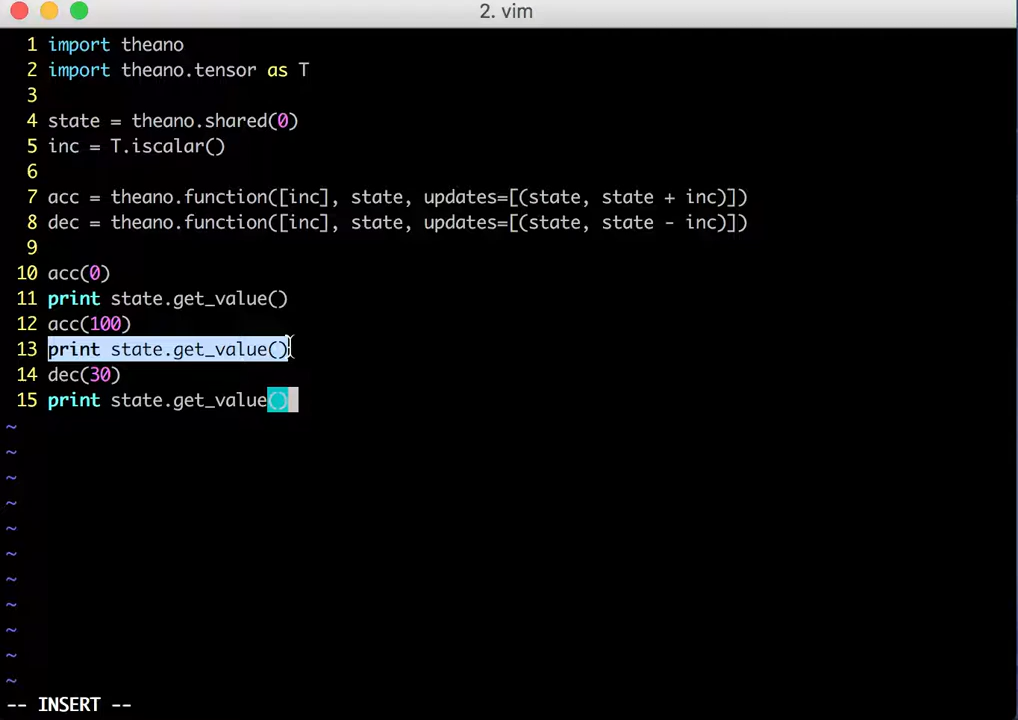 2. vim
1 import theano
2 import theano.tensor as T
3
4 state = theano.shared(0)
5 inc = T.iscalar()
6
7 acc = theano.function([inc], state, updates=[(state, state + inc)])
8 dec = theano.function([inc], state, updates=[(state, state - inc)])
9
10 acc(0)
11 print state.get_value()
12 acc(100)
13 print state.get_value()
14 dec(30)
15 print state.get_value()
~
~
~
~
~
~
~
~
~
~
~
-- INSERT --